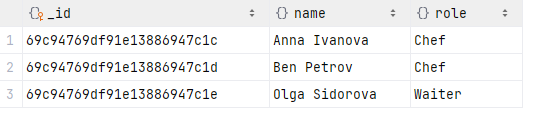 _id name role
1 69c94769df91e13886947c1c Anna Ivanova Chef
2 69c94769df91e13886947c1d Ben Petrov Chef
3 69c94769df91e13886947c1e Olga Sidorova Waiter